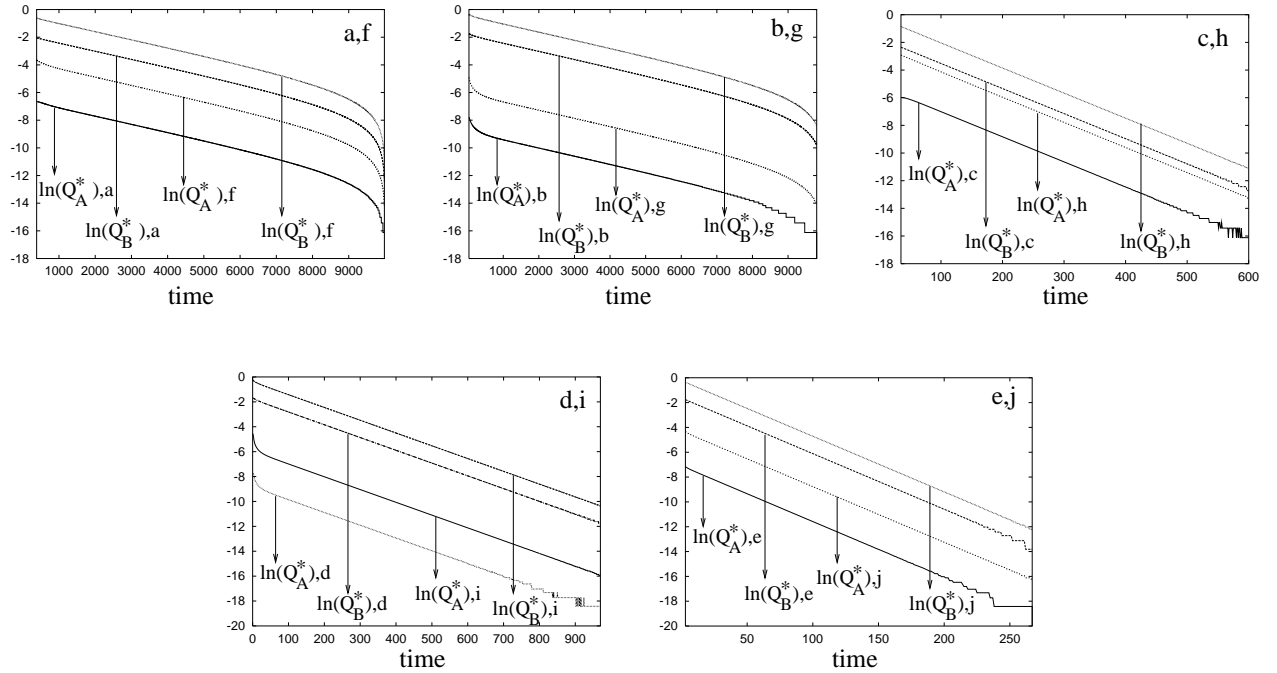 a,f
0
-2
-4
-6
-8
-10
-12
-14
-16
-18
ln(Q*A),a
ln(Q*B),a
ln(Q*A),f
ln(Q*B),f
1000 2000 3000 4000 5000 6000 7000 8000 9000
time
b,g
0
-2
-4
-6
-8
-10
-12
-14
-16
-18
ln(Q*A),b
ln(Q*B),b
ln(Q*A),g
ln(Q*B),g
1000 2000 3000 4000 5000 6000 7000 8000 9000
time
c,h
0
-2
-4
-6
-8
-10
-12
-14
-16
-18
ln(Q*A),c
ln(Q*B),c
ln(Q*A),h
ln(Q*B),h
100 200 300 400 500 600
time
d,i
0
-2
-4
-6
-8
-10
-12
-14
-16
-18
-20
ln(Q*A),d
ln(Q*B),d
ln(Q*A),i
ln(Q*B),i
0 100 200 300 400 500 600 700 800 900
time
e,j
0
-2
-4
-6
-8
-10
-12
-14
-16
-18
-20
ln(Q*A),e
ln(Q*B),e
ln(Q*A),j
ln(Q*B),j
50 100 150 200 250
time